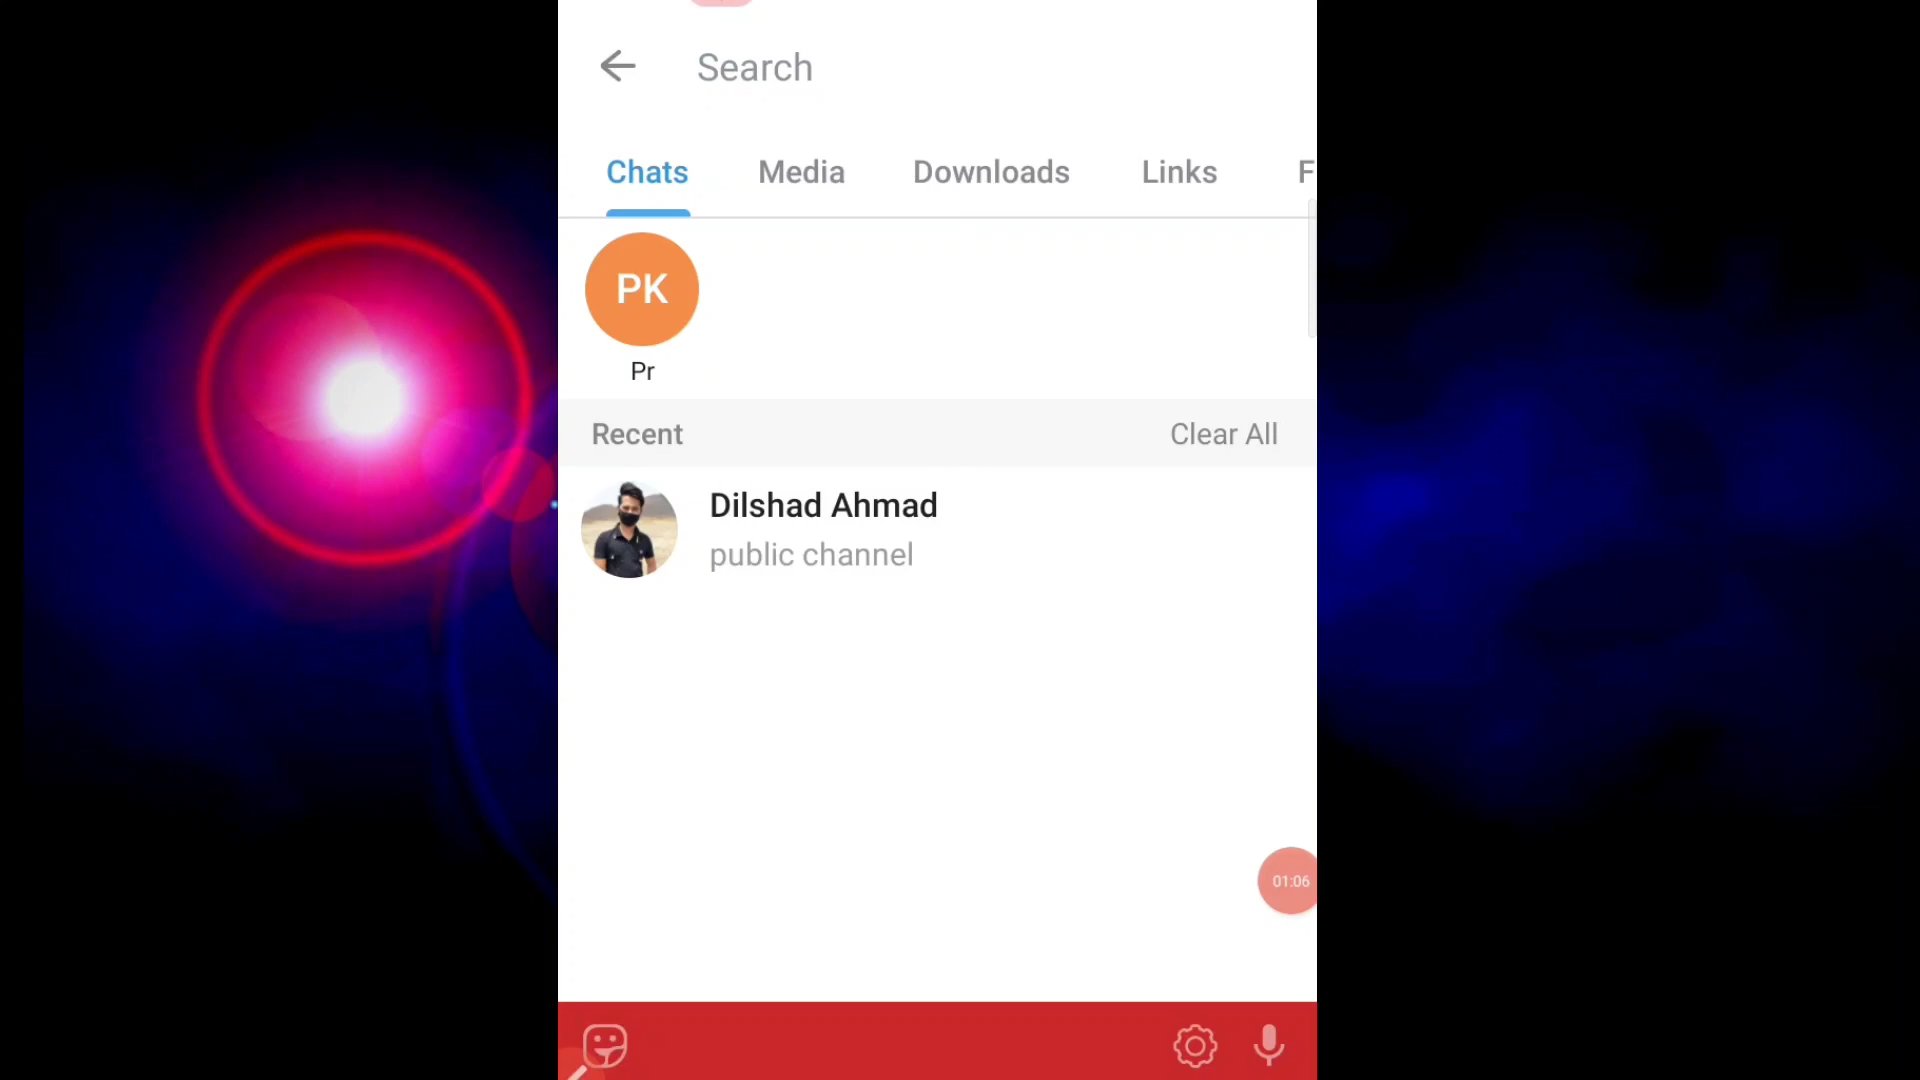 Search
Chats Media Downloads Links F
PK
Pr
Recent Clear All
Dilshad Ahmad
public channel
01:06